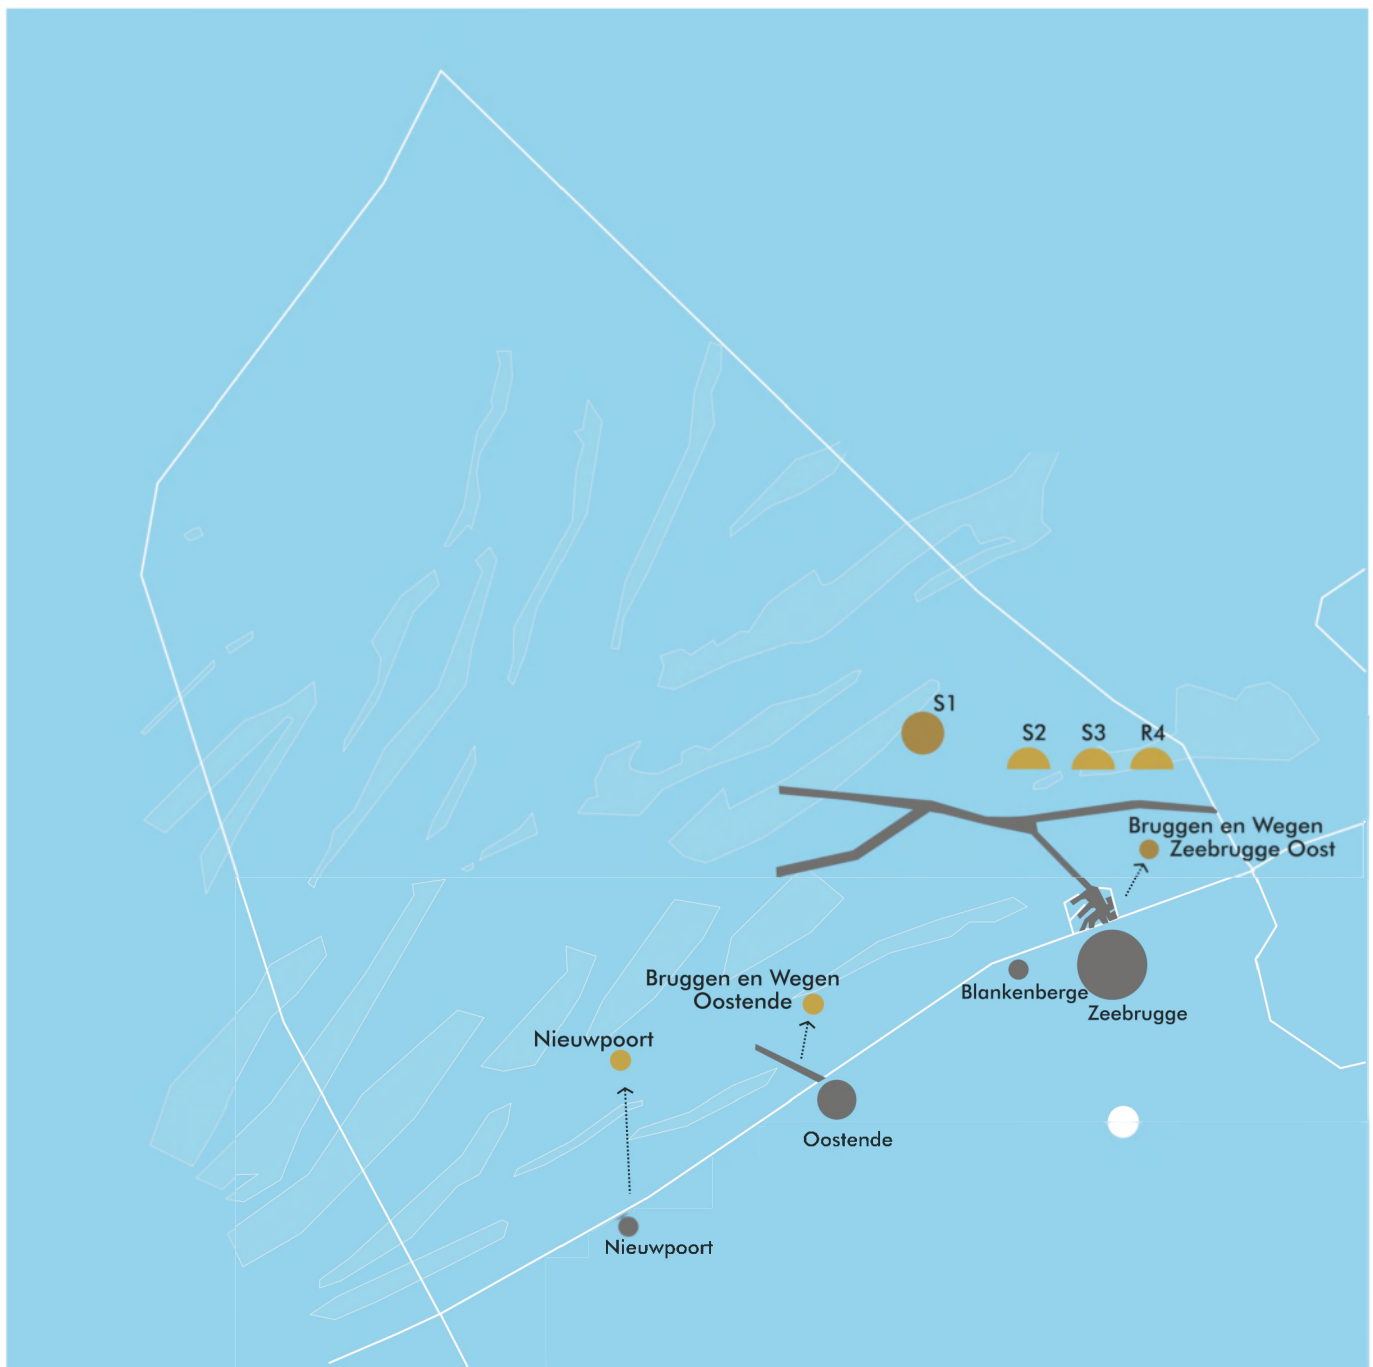 S1
S2
S3
R4
Bruggen en Wegen
Zeebrugge Oost
Bruggen en Wegen
Oostende
Blankenberge
Zeebrugge
Nieuwpoort
Oostende
Nieuwpoort